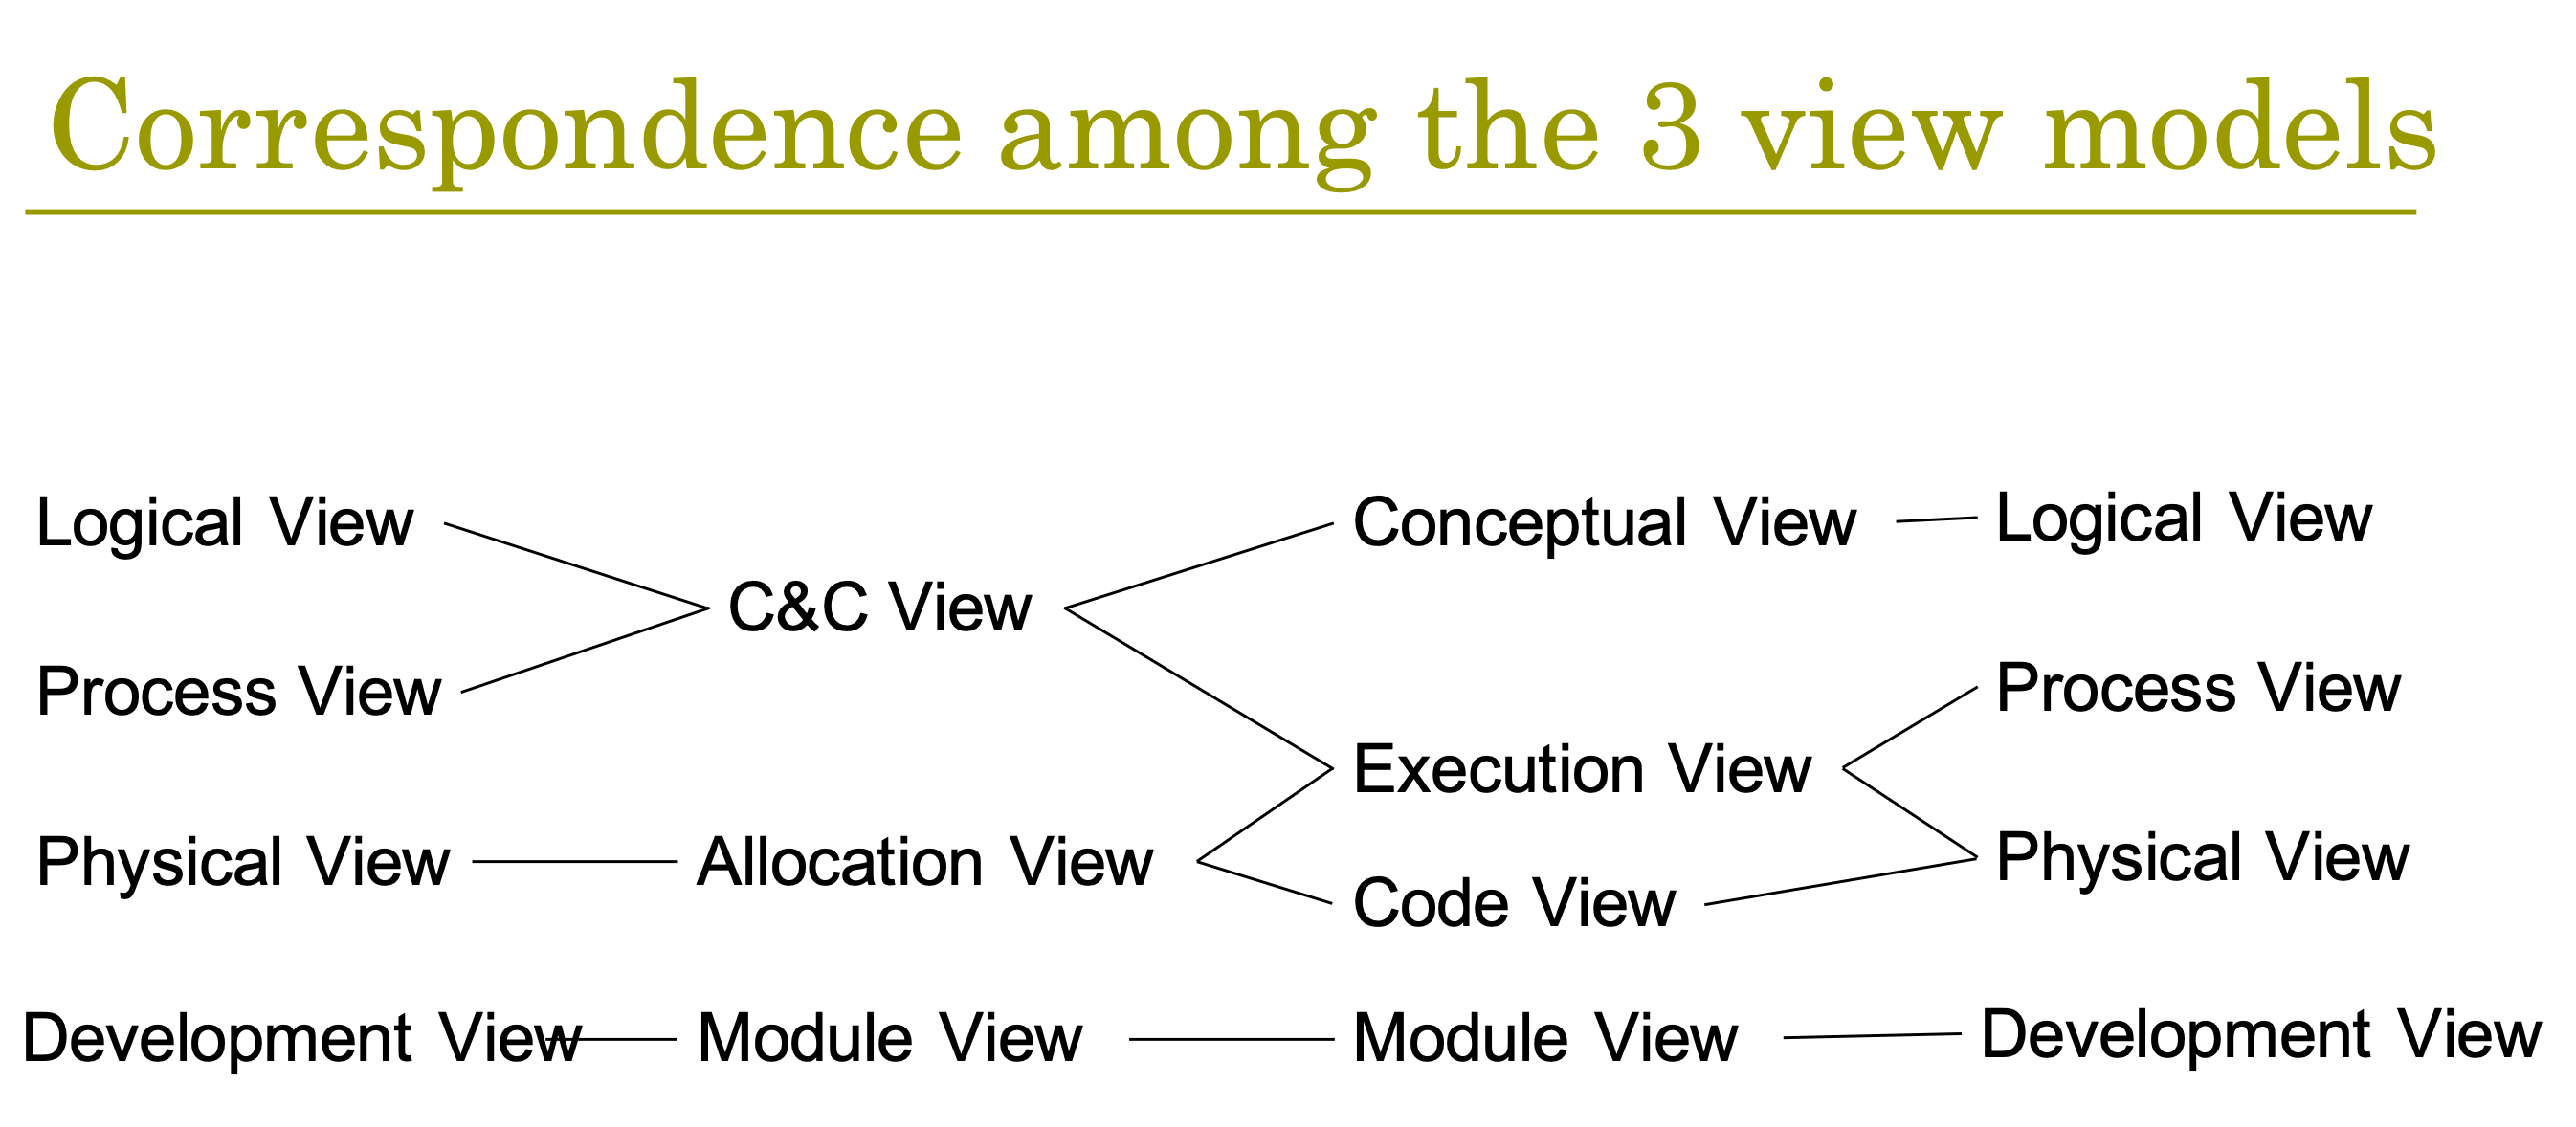 Correspondence among the 3 view models
Logical View
Process View
Physical View
Development View
C&C View
Allocation View
Module View
Conceptual View
Execution View
Code View
Module View
Logical View
Process View
Physical View
Development View